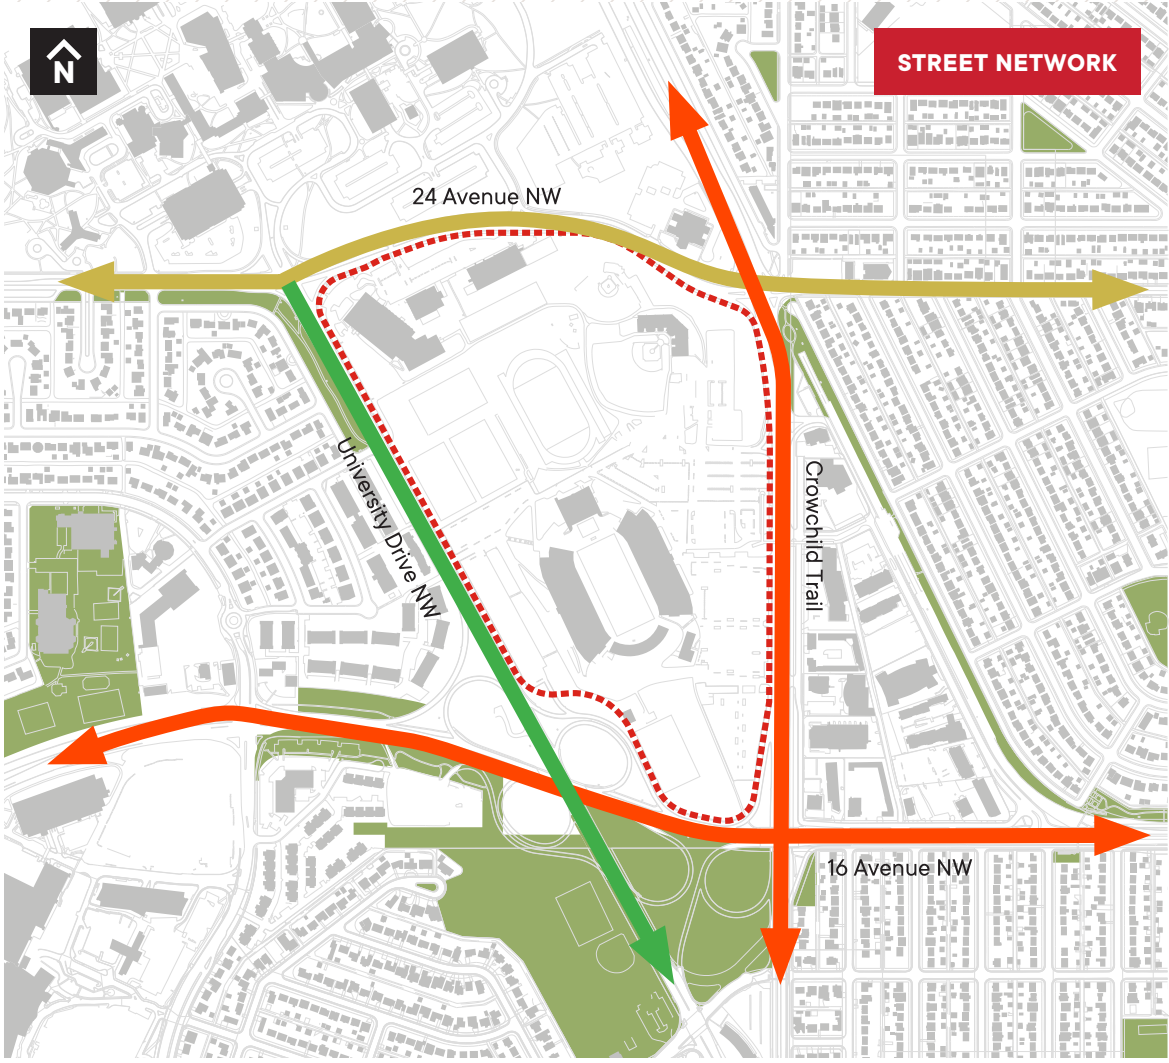 N
STREET NETWORK
24 Avenue NW
University Drive NW
Crowchild Trail
16 Avenue NW